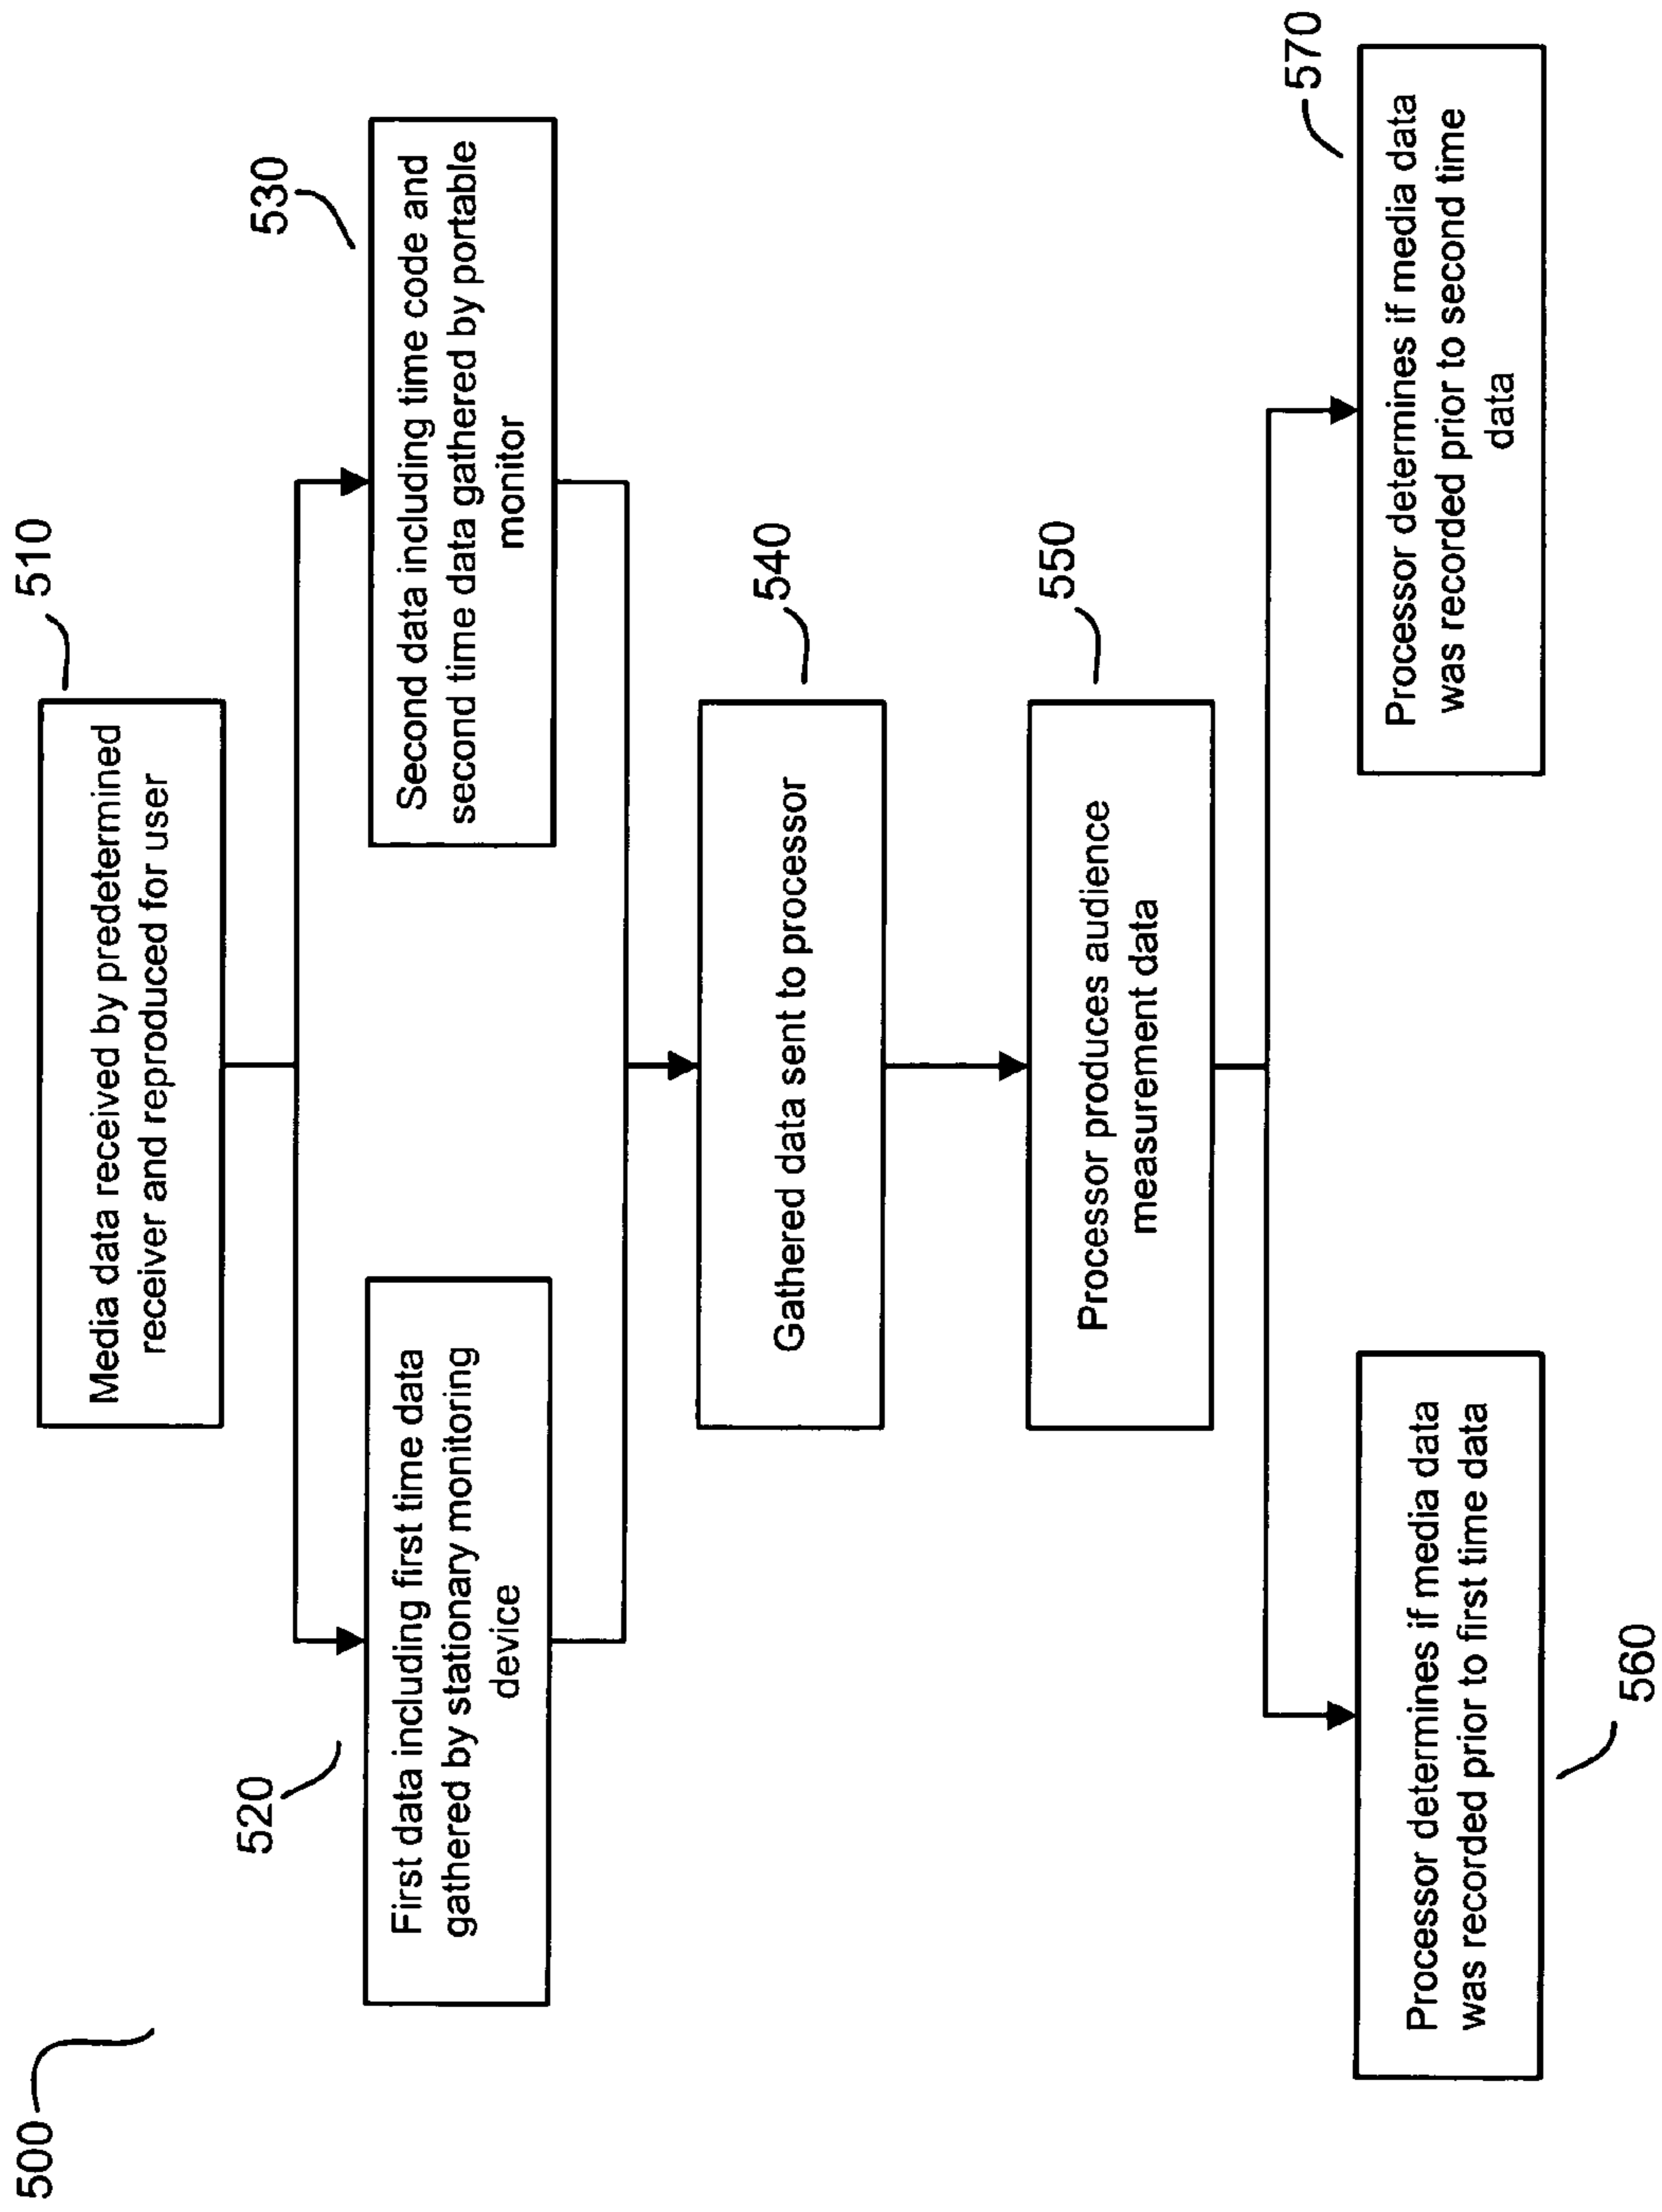 500
510
Media data received by predetermined
receiver and reproduced for user
520
First data including first time data
gathered by stationary monitoring
device
530
Second data including time code and
second time data gathered by portable
monitor
540
Gathered data sent to processor
550
Processor produces audience
measurement data
Processor determines if media data
was recorded prior to first time data
560
570
Processor determines if media data
was recorded prior to second time
data